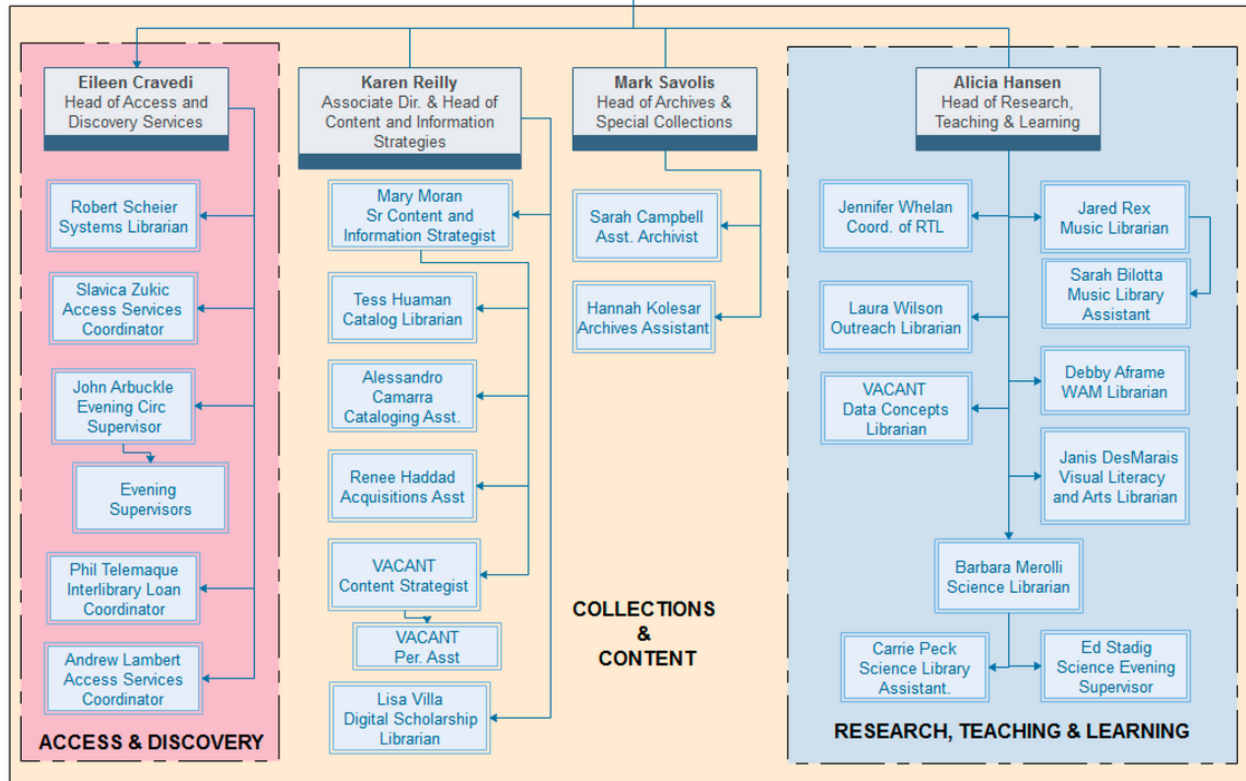 Eileen Cravedi
Head of Access and
Discovery Services
Robert Scheier
Systems Librarian
Slavica Zukic
Access Services
Coordinator
John Arbuckle
Evening Circ
Supervisor
Evening
Supervisors
Phil Telemaque
Interlibrary Loan
Coordinator
Andrew Lambert
Access Services
Coordinator
ACCESS & DISCOVERY
Karen Reilly
Associate Dir. & Head of
Content and Information
Strategies
Mary Moran
Sr Content and
Information Strategist
Tess Huaman
Catalog Librarian
Alessandro
Camarra
Cataloging Asst.
Renee Haddad
Acquisitions Asst
VACANT
Content Strategist
VACANT
Per. Asst
Lisa Villa
Digital Scholarship
Librarian
Mark Savolis
Head of Archives &
Special Collections
Sarah Campbell
Asst. Archivist
Hannah Kolesar
Archives Assistant
COLLECTIONS
&
CONTENT
Alicia Hansen
Head of Research,
Teaching & Learning
Jennifer Whelan
Coord. of RTL
Jared Rex
Music Librarian
Sarah Bilotta
Music Library
Assistant
Laura Wilson
Outreach Librarian
Debby Aframe
WAM Librarian
VACANT
Data Concepts
Librarian
Janis DesMarais
Visual Literacy
and Arts Librarian
Barbara Merolli
Science Librarian
Carrie Peck
Science Library
Assistant.
Ed Stadig
Science Evening
Supervisor
RESEARCH, TEACHING & LEARNING